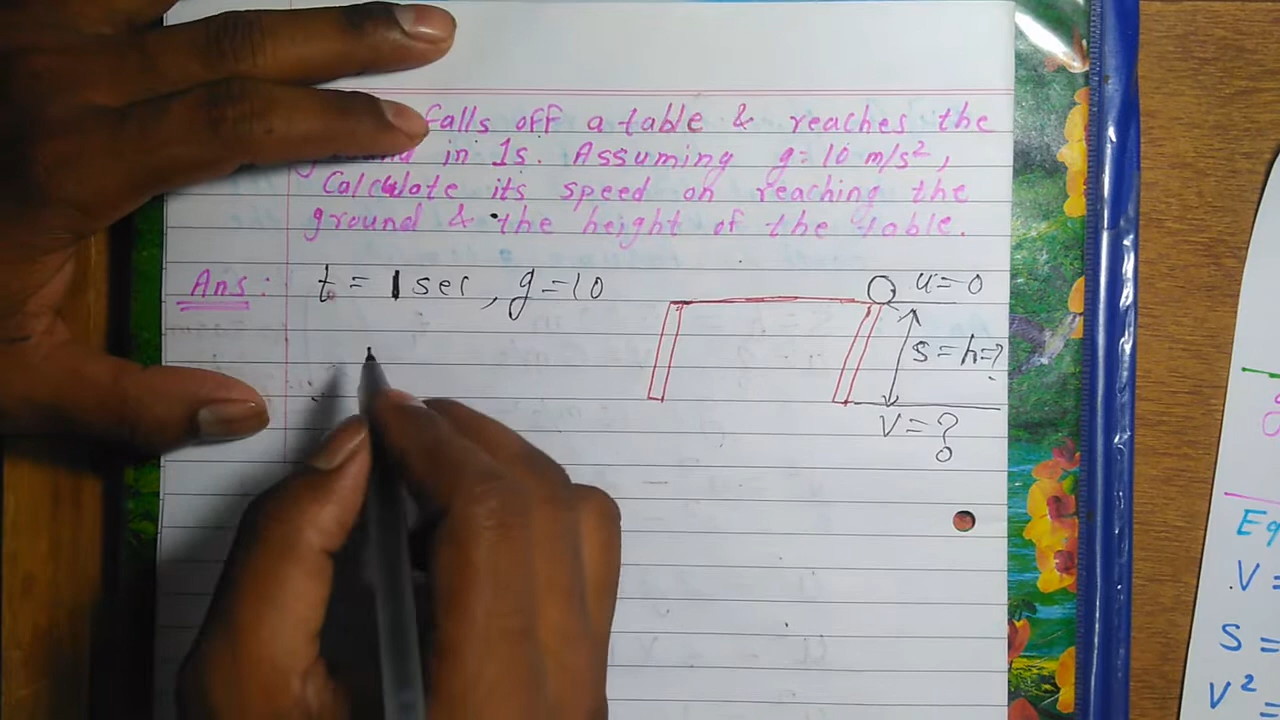 falls off a table & reaches the
in 1s. Assuming g=10 m/s²,
Calculate its speed on reaching the
ground & the height of the table.
Ans: t = 1 sec, g=10
u=0
s=h=?
v=?
Eq
V=
S=
V²=